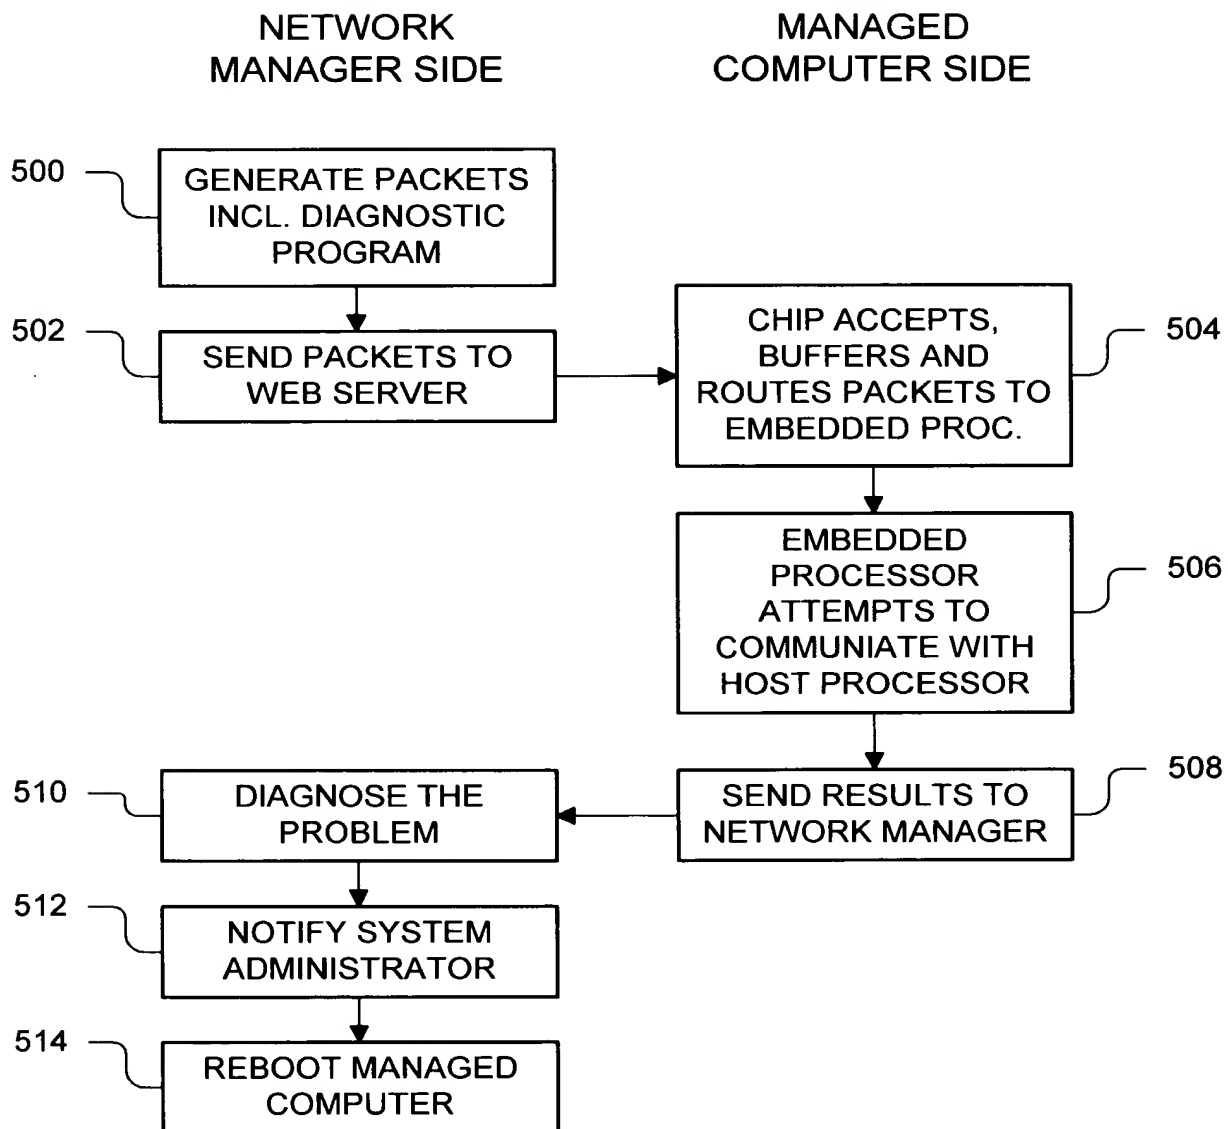 NETWORK
MANAGER SIDE
MANAGED
COMPUTER SIDE
500
GENERATE PACKETS
INCL. DIAGNOSTIC
PROGRAM
502
SEND PACKETS TO
WEB SERVER
CHIP ACCEPTS,
BUFFERS AND
ROUTES PACKETS TO
EMBEDDED PROC.
504
EMBEDDED
PROCESSOR
ATTEMPTS TO
COMMUNIATE WITH
HOST PROCESSOR
506
SEND RESULTS TO
NETWORK MANAGER
508
510
DIAGNOSE THE
PROBLEM
512
NOTIFY SYSTEM
ADMINISTRATOR
514
REBOOT MANAGED
COMPUTER